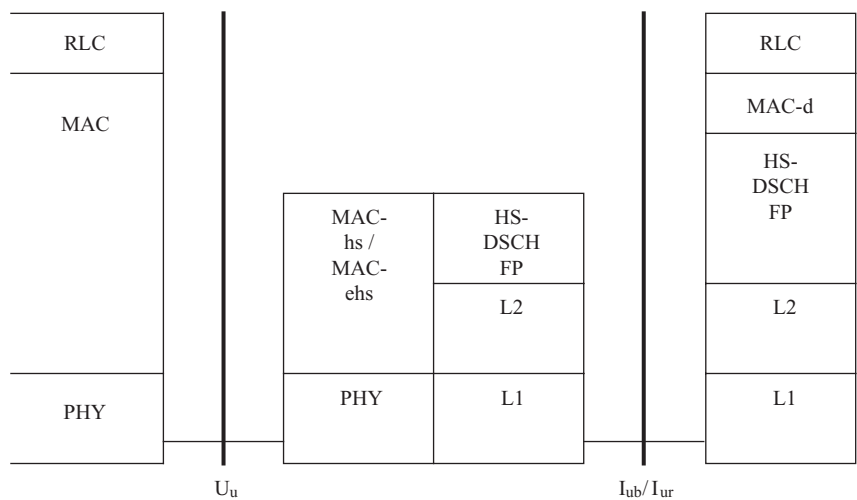 RLC
MAC
PHY
MAC-
hs /
MAC-
ehs
PHY
HS-
DSCH
FP
L2
L1
RLC
MAC-d
HS-
DSCH
FP
L2
L1
Uu
Iub/ Iur